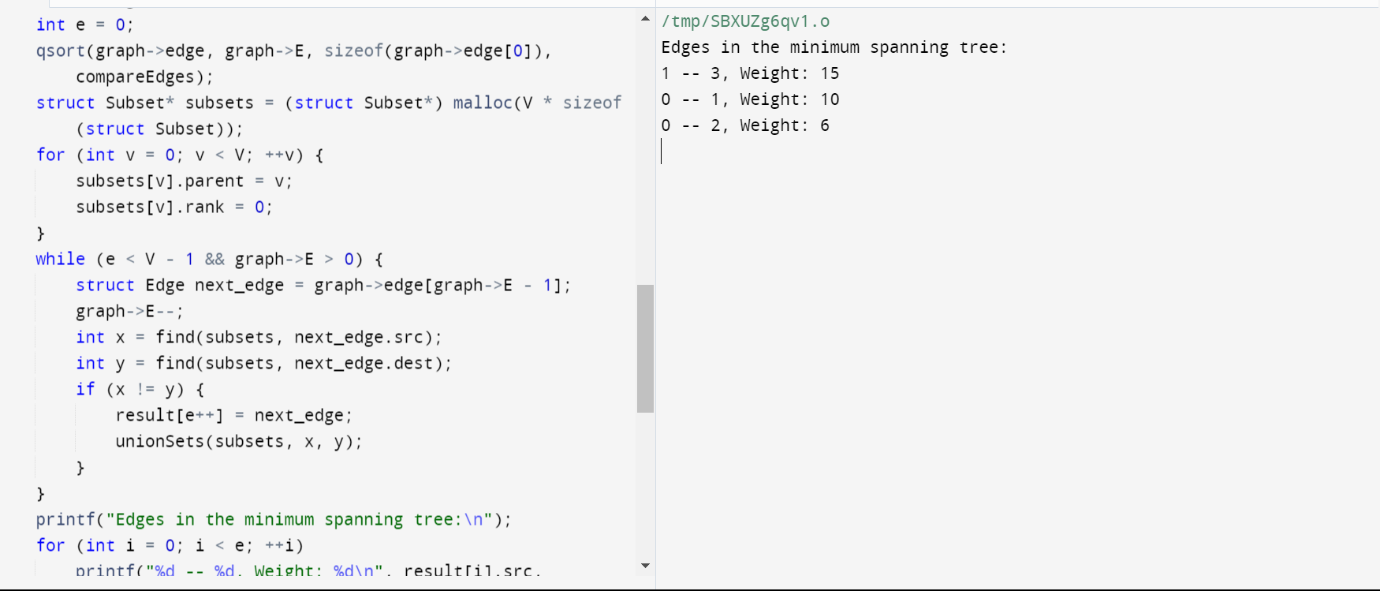 int e = 0;
qsort(graph->edge, graph->E, sizeof(graph->edge[0]),
compareEdges);
struct Subset* subsets = (struct Subset*) malloc(V * sizeof
(struct Subset));
for (int v = 0; v < V; ++v) {
subsets[v].parent = v;
subsets[v].rank = 0;
}
while (e < V - 1 && graph->E > 0) {
struct Edge next_edge = graph->edge[graph->E - 1];
graph->E--;
int x = find(subsets, next_edge.src);
int y = find(subsets, next_edge.dest);
if (x != y) {
result[e++] = next_edge;
unionSets(subsets, x, y);
}
}
printf("Edges in the minimum spanning tree:\n");
for (int i = 0; i < e; ++i)
printf("%d -- %d, Weight: %d\n", result[i].src,
/tmp/SBXUZg6qv1.o
Edges in the minimum spanning tree:
1 -- 3, Weight: 15
0 -- 1, Weight: 10
0 -- 2, Weight: 6